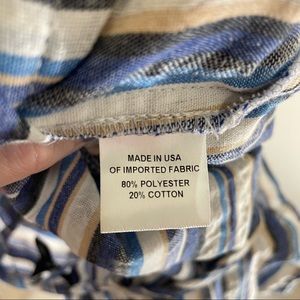 MADE IN USA
OF IMPORTED FABRIC
80% POLYESTER
20% COTTON